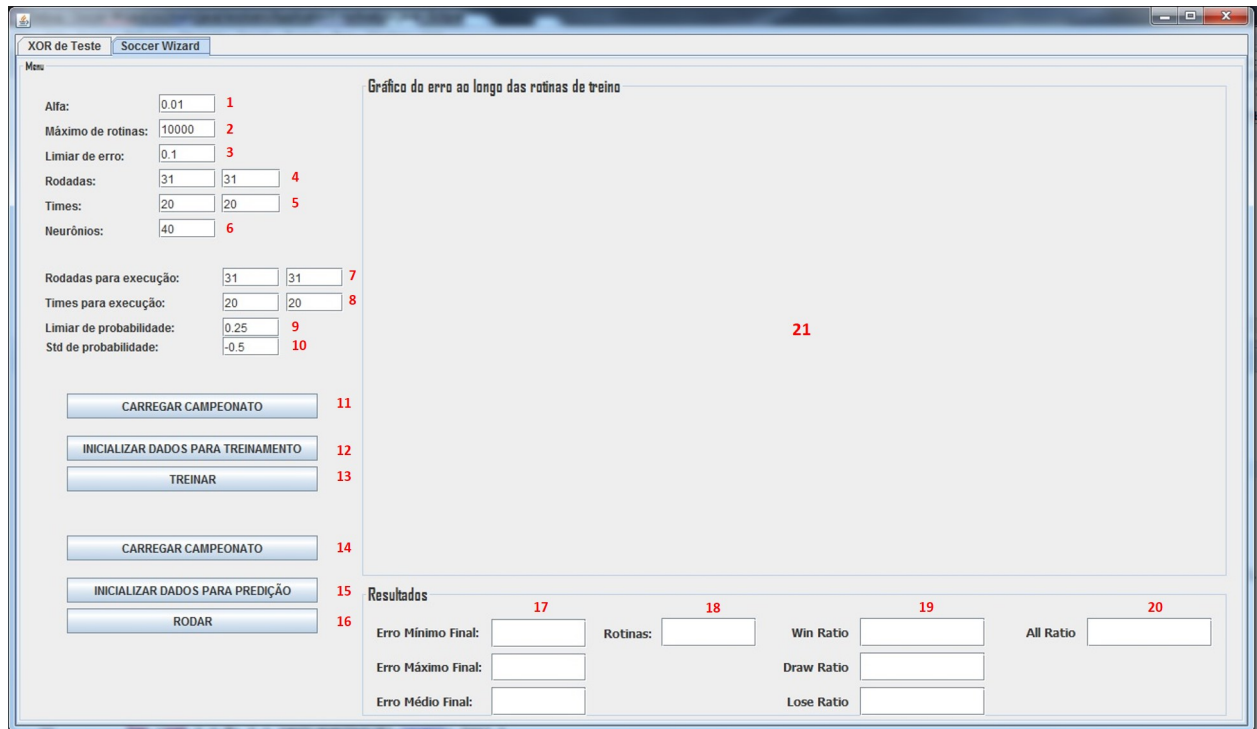 XOR de Teste Soccer Wizard
Menu
Alfa: 0.01 1
Máximo de rotinas: 10000 2
Limiar de erro: 0.1 3
Rodadas: 31 31 4
Times: 20 20 5
Neurônios: 40 6
Rodadas para execução: 31 31 7
Times para execução: 20 20 8
Limiar de probabilidade: 0.25 9
Std de probabilidade: -0.5 10
CARREGAR CAMPEONATO 11
INICIALIZAR DADOS PARA TREINAMENTO 12
TREINAR 13
CARREGAR CAMPEONATO 14
INICIALIZAR DADOS PARA PREDIÇÃO 15
RODAR 16
Gráfico do erro ao longo das rotinas de treino
21
Resultados
17 18 19 20
Erro Mínimo Final: Rotinas: Win Ratio All Ratio
Erro Máximo Final: Draw Ratio
Erro Médio Final: Lose Ratio